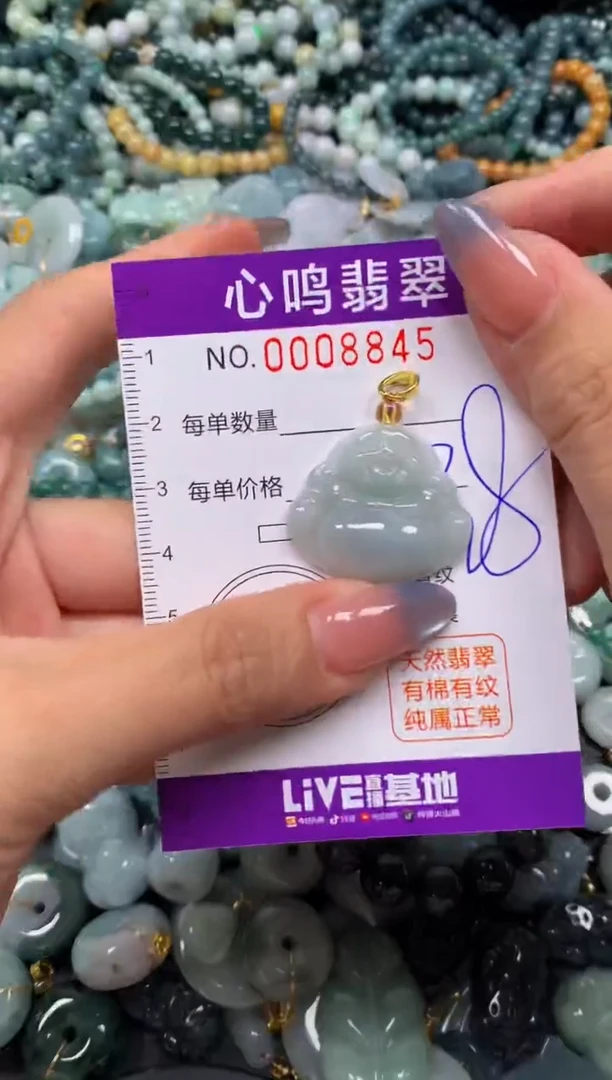 心鸣翡翠
NO.0008845
1
2
每单数量
3
每单价格
8
4
纹
5
天然翡翠
有棉有纹
纯属正常
LiVE直播基地